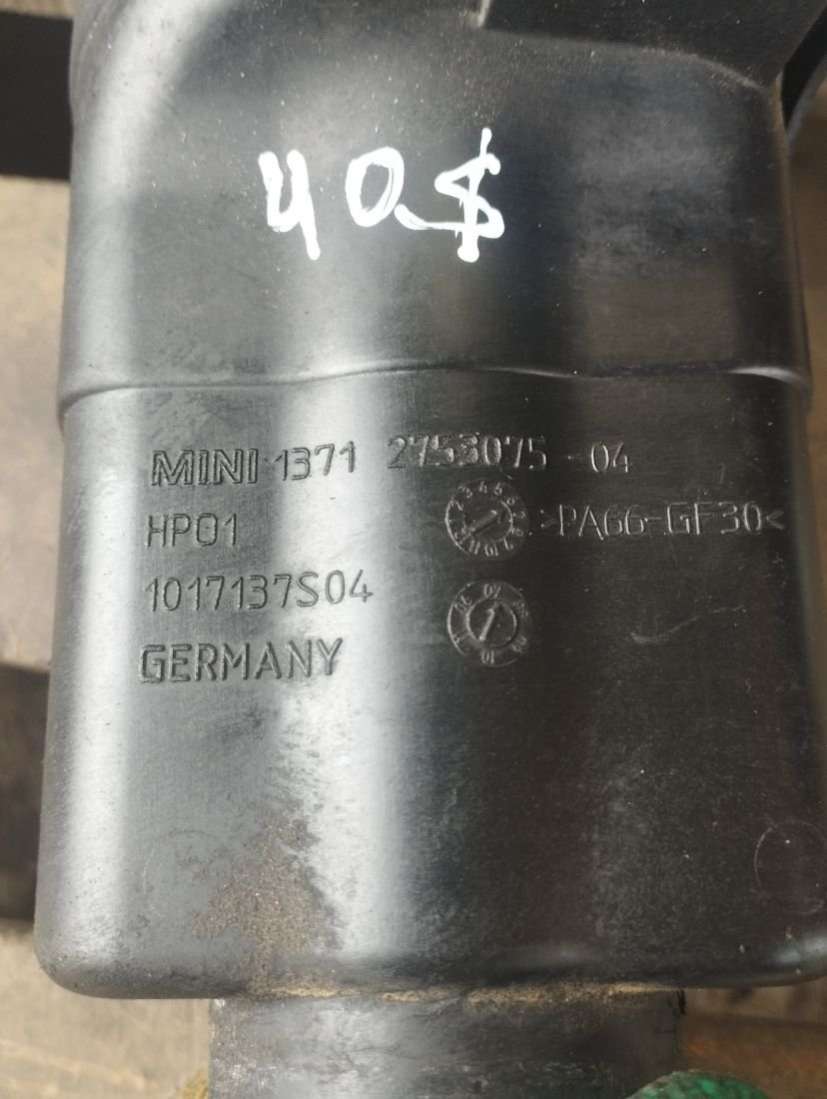 40$
MINI 1371 2753075-04
HP01
>PA66-GF30<
1017137S04
GERMANY